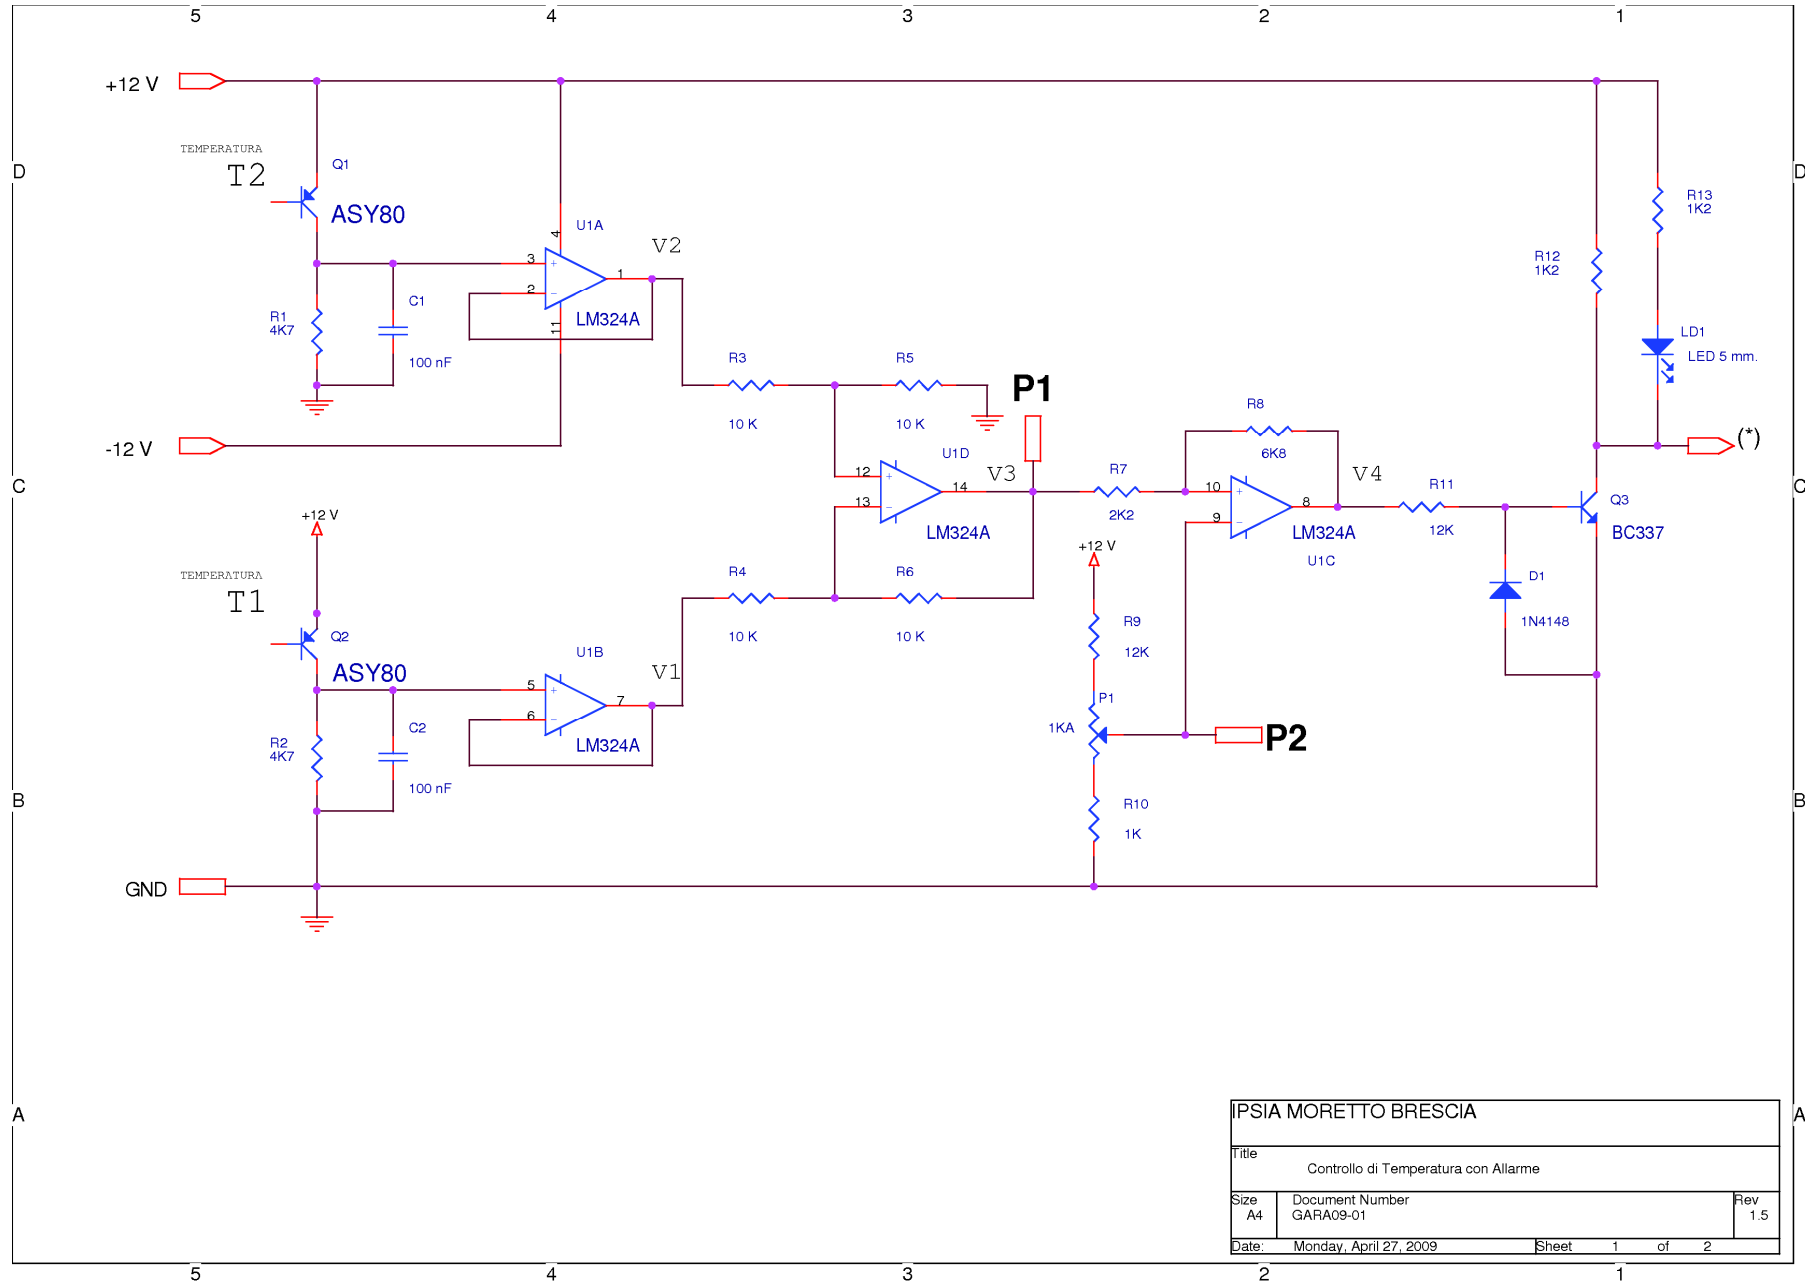 5 4 3 2 1
+12 V
TEMPERATURA
T2
Q1
ASY80
D D
R13
1K2
U1A
4
V2
R12
1K2
3
+
1
2
-
C1
R1
4K7
11
LM324A
LD1
LED 5 mm.
100 nF
R3
R5
P1
10 K
10 K
R8
-12 V
(*)
6K8
U1D
V3
R7
V4
12
+
14
R11
C C
10
+
8
Q3
13
-
2K2
9
-
+12 V
LM324A
LM324A
12K
BC337
+12 V
U1C
TEMPERATURA
T1
R4
R6
D1
Q2
10 K
10 K
R9
1N4148
U1B
12K
ASY80
V1
5
+
7
6
-
P1
C2
1KA
R2
4K7
LM324A
P2
100 nF
B B
R10
1K
GND
A A
IPSIA MORETTO BRESCIA
Title
Controllo di Temperatura con Allarme
Size Document Number Rev
A4 GARA09-01 1.5
Date: Monday, April 27, 2009 Sheet 1 of 2
5 4 3 2 1